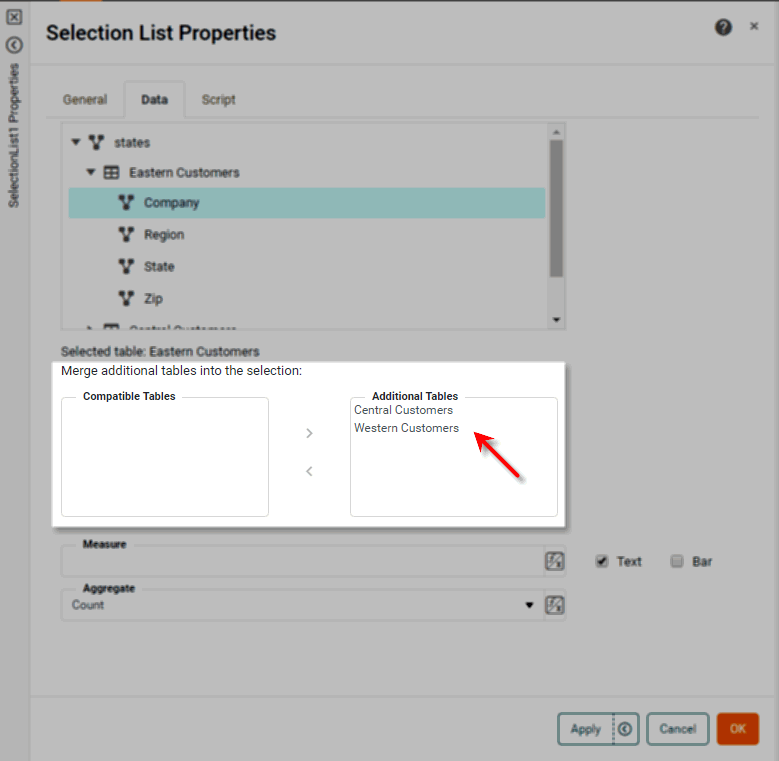 Selection List Properties
SelectionList1 Properties
General Data Script
states
Eastern Customers
Company
Region
State
Zip
Central Customers
Selected table: Eastern Customers
Merge additional tables into the selection:
Compatible Tables Additional Tables
Central Customers
Western Customers
Measure
Text Bar
Aggregate
Count
Apply Cancel OK